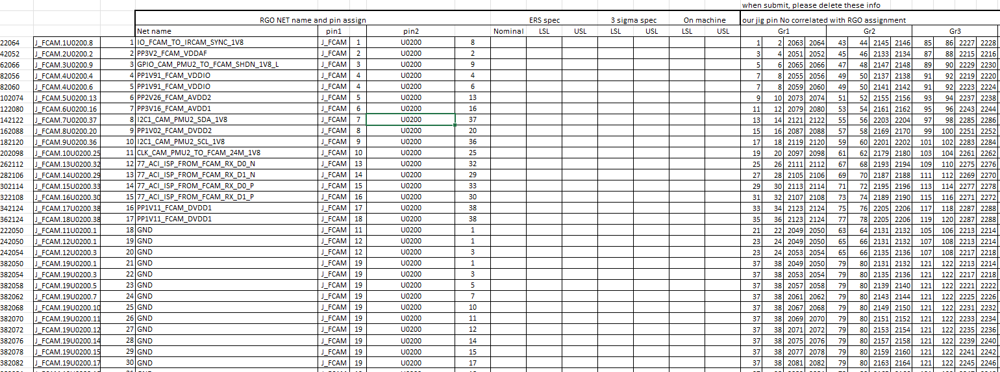 when submit, please delete these info
RGO NET name and pin assign ERS spec 3 sigma spec On machine our jig pin No correlated with RGO assignment
Net name pin1 pin2 Nominal LSL USL LSL USL LSL USL Gr1 Gr2 Gr3
22064 J_FCAM.1U0200.8 1 IO_FCAM_TO_IRCAM_SYNC_1V8 J_FCAM 1 U0200 8 1 2 2063 2064 43 44 2145 2146 85 86 2227 2228
42052 J_FCAM.2U0200.2 2 PP3V2_FCAM_VDDAF J_FCAM 2 U0200 2 3 4 2051 2052 45 46 2133 2134 87 88 2215 2216
62066 J_FCAM.3U0200.9 3 GPIO_CAM_PMU2_TO_FCAM_SHDN_1V8_L J_FCAM 3 U0200 9 5 6 2065 2066 47 48 2147 2148 89 90 2229 2230
82056 J_FCAM.4U0200.4 4 PP1V91_FCAM_VDDIO J_FCAM 4 U0200 4 7 8 2055 2056 49 50 2137 2138 91 92 2219 2220
82060 J_FCAM.4U0200.6 5 PP1V91_FCAM_VDDIO J_FCAM 4 U0200 6 7 8 2059 2060 49 50 2141 2142 91 92 2223 2224
102074 J_FCAM.5U0200.13 6 PP2V26_FCAM_AVDD2 J_FCAM 5 U0200 13 9 10 2073 2074 51 52 2155 2156 93 94 2237 2238
122080 J_FCAM.6U0200.16 7 PP3V16_FCAM_AVDD1 J_FCAM 6 U0200 16 11 12 2079 2080 53 54 2161 2162 95 96 2243 2244
142122 J_FCAM.7U0200.37 8 I2C1_CAM_PMU2_SDA_1V8 J_FCAM 7 U0200 37 13 14 2121 2122 55 56 2203 2204 97 98 2285 2286
162088 J_FCAM.8U0200.20 9 PP1V02_FCAM_DVDD2 J_FCAM 8 U0200 20 15 16 2087 2088 57 58 2169 2170 99 100 2251 2252
182120 J_FCAM.9U0200.36 10 I2C1_CAM_PMU2_SCL_1V8 J_FCAM 9 U0200 36 17 18 2119 2120 59 60 2201 2202 101 102 2283 2284
202098 J_FCAM.10U0200.25 11 CLK_CAM_PMU2_TO_FCAM_24M_1V8 J_FCAM 10 U0200 25 19 20 2097 2098 61 62 2179 2180 103 104 2261 2262
262112 J_FCAM.13U0200.32 12 77_ACI_ISP_FROM_FCAM_RX_D0_N J_FCAM 13 U0200 32 25 26 2111 2112 67 68 2193 2194 109 110 2275 2276
282106 J_FCAM.14U0200.29 13 77_ACI_ISP_FROM_FCAM_RX_D1_N J_FCAM 14 U0200 29 27 28 2105 2106 69 70 2187 2188 111 112 2269 2270
302114 J_FCAM.15U0200.33 14 77_ACI_ISP_FROM_FCAM_RX_D0_P J_FCAM 15 U0200 33 29 30 2113 2114 71 72 2195 2196 113 114 2277 2278
322108 J_FCAM.16U0200.30 15 77_ACI_ISP_FROM_FCAM_RX_D1_P J_FCAM 16 U0200 30 31 32 2107 2108 73 74 2189 2190 115 116 2271 2272
342124 J_FCAM.17U0200.38 16 PP1V11_FCAM_DVDD1 J_FCAM 17 U0200 38 33 34 2123 2124 75 76 2205 2206 117 118 2287 2288
362124 J_FCAM.18U0200.38 17 PP1V11_FCAM_DVDD1 J_FCAM 18 U0200 38 35 36 2123 2124 77 78 2205 2206 119 120 2287 2288
222050 J_FCAM.11U0200.1 18 GND J_FCAM 11 U0200 1 21 22 2049 2050 63 64 2131 2132 105 106 2213 2214
242050 J_FCAM.12U0200.1 19 GND J_FCAM 12 U0200 1 23 24 2049 2050 65 66 2131 2132 107 108 2213 2214
242054 J_FCAM.12U0200.3 20 GND J_FCAM 12 U0200 3 23 24 2053 2054 65 66 2135 2136 107 108 2217 2218
382050 J_FCAM.19U0200.1 21 GND J_FCAM 19 U0200 1 37 38 2049 2050 79 80 2131 2132 121 122 2213 2214
382054 J_FCAM.19U0200.3 22 GND J_FCAM 19 U0200 3 37 38 2053 2054 79 80 2135 2136 121 122 2217 2218
382058 J_FCAM.19U0200.5 23 GND J_FCAM 19 U0200 5 37 38 2057 2058 79 80 2139 2140 121 122 2221 2222
382062 J_FCAM.19U0200.7 24 GND J_FCAM 19 U0200 7 37 38 2061 2062 79 80 2143 2144 121 122 2225 2226
382068 J_FCAM.19U0200.10 25 GND J_FCAM 19 U0200 10 37 38 2067 2068 79 80 2149 2150 121 122 2231 2232
382070 J_FCAM.19U0200.11 26 GND J_FCAM 19 U0200 11 37 38 2069 2070 79 80 2151 2152 121 122 2233 2234
382072 J_FCAM.19U0200.12 27 GND J_FCAM 19 U0200 12 37 38 2071 2072 79 80 2153 2154 121 122 2235 2236
382076 J_FCAM.19U0200.14 28 GND J_FCAM 19 U0200 14 37 38 2075 2076 79 80 2157 2158 121 122 2239 2240
382078 J_FCAM.19U0200.15 29 GND J_FCAM 19 U0200 15 37 38 2077 2078 79 80 2159 2160 121 122 2241 2242
382082 J_FCAM.19U0200.17 30 GND J_FCAM 19 U0200 17 37 38 2081 2082 79 80 2163 2164 121 122 2245 2246